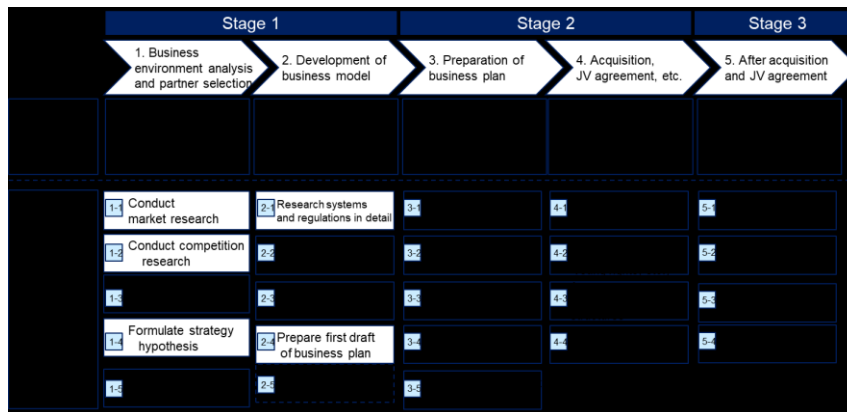 Stage 1
Stage 2
Stage 3
1. Business
environment analysis
and partner selection
2. Development of
business model
3. Preparation of
business plan
4. Acquisition,
JV agreement, etc.
5. After acquisition
and JV agreement
1-1 Conduct
market research
2-1 Research systems
and regulations in detail
3-1
4-1
5-1
1-2 Conduct competition
research
2-2
3-2
4-2
5-2
1-3
2-3
3-3
4-3
5-3
1-4 Formulate strategy
hypothesis
2-4 Prepare first draft
of business plan
3-4
4-4
5-4
1-5
2-5
3-5